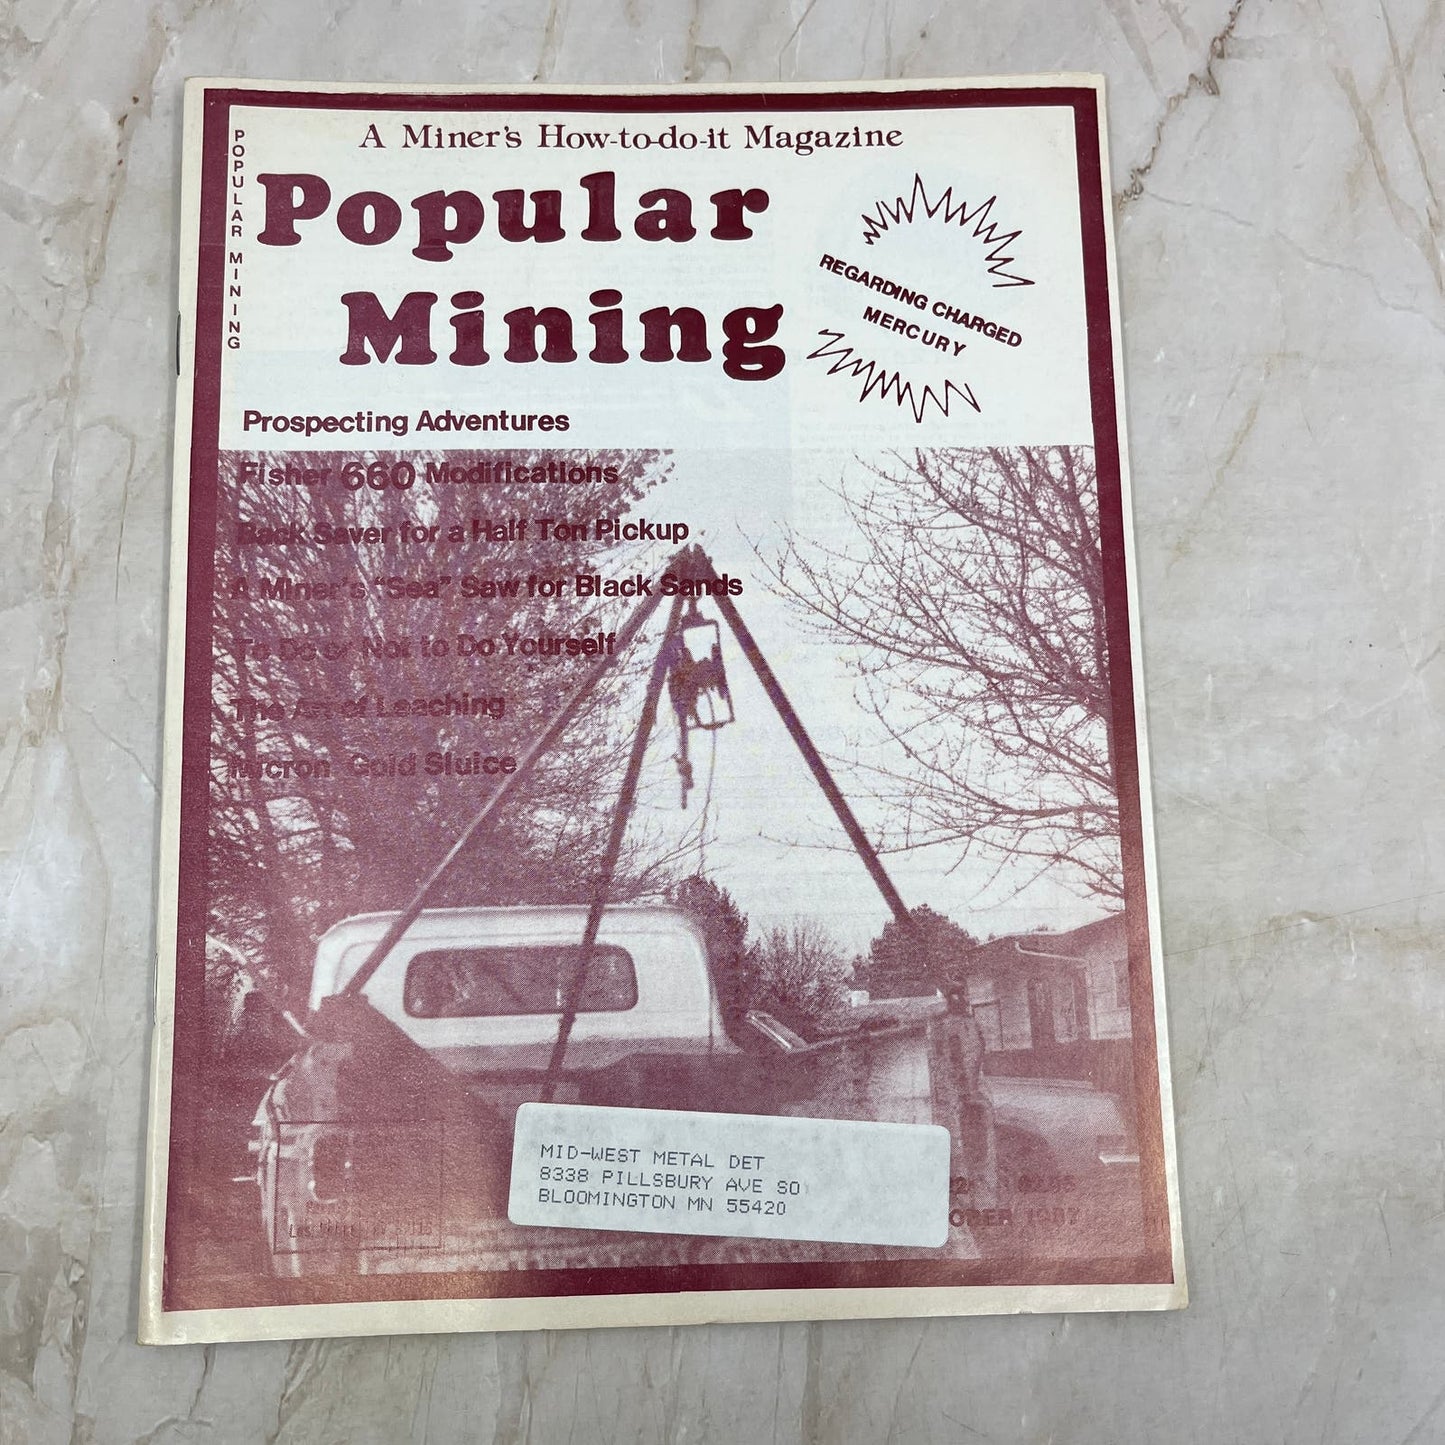 A Miner's How-to-do-it Magazine
POPULAR MINING
Popular
Mining
REGARDING CHARGED
MERCURY
Prospecting Adventures
Fisher 660 Modifications
Back Saver for a Half Ton Pickup
A Miner's "Sea" Saw for Black Sands
To Do or Not to Do Yourself
The Art of Leaching
Micron Gold Sluice
MID-WEST METAL DET
8338 PILLSBURY AVE SO
BLOOMINGTON MN 55420
OBER 1987